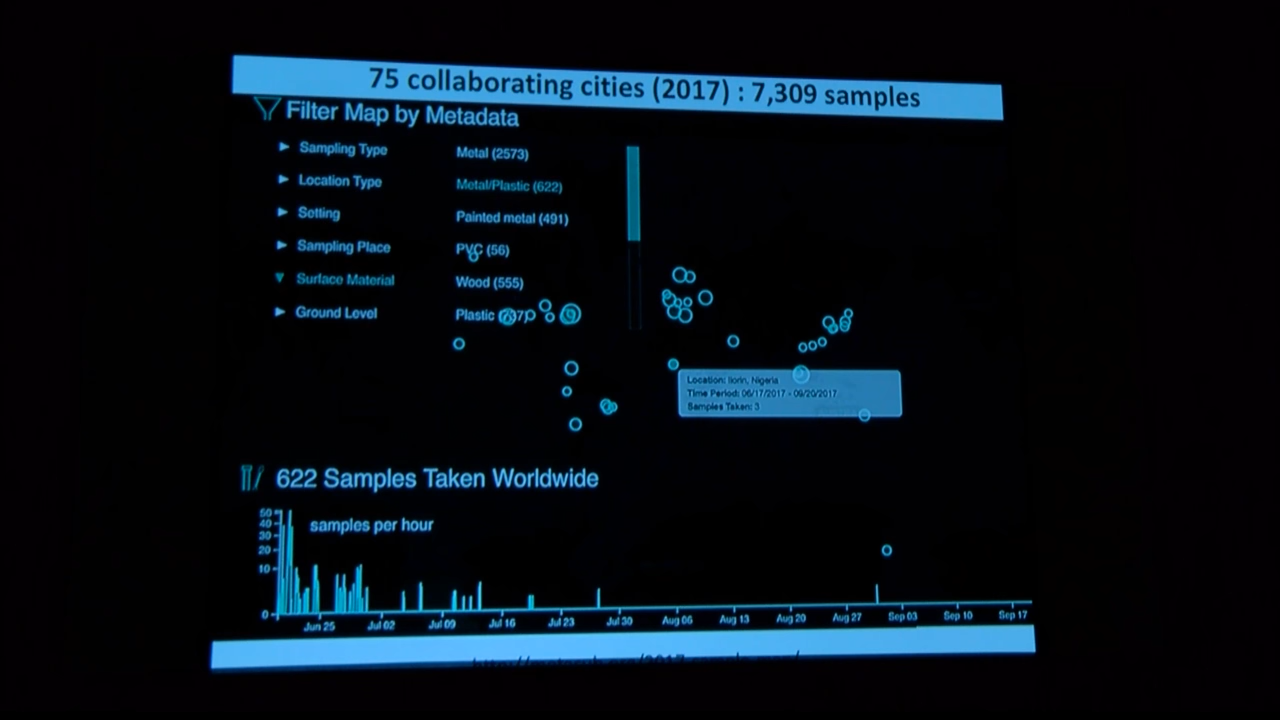 75 collaborating cities (2017) : 7,309 samples
Filter Map by Metadata
Sampling Type
Location Type
Setting
Sampling Place
Surface Material
Ground Level
Metal (2573)
Metal/Plastic (622)
Painted metal (491)
PVC (56)
Wood (555)
Plastic
Location: Ilorin, Nigeria
Time Period: 06/17/2017 - 09/20/2017
Samples Taken: 3
622 Samples Taken Worldwide
samples per hour
50
40
30
20
10
0
Jun 25 Jul 02 Jul 09 Jul 16 Jul 23 Jul 30 Aug 06 Aug 13 Aug 20 Aug 27 Sep 03 Sep 10 Sep 17